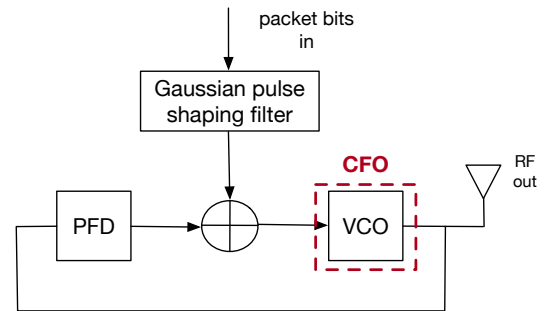 packet bits
in
Gaussian pulse
shaping filter
CFO
RF
out
PFD
VCO